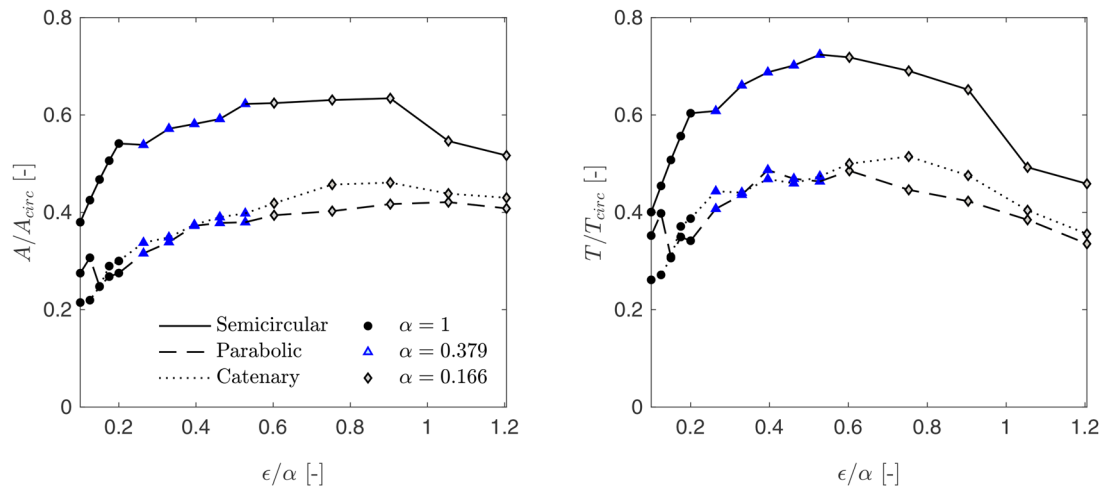 0.8
0.6
0.4
0.2
0
A/A_circ [-]
Semicircular
Parabolic
Catenary
α = 1
α = 0.379
α = 0.166
0.2 0.4 0.6 0.8 1 1.2
ϵ/α [-]
0.8
0.6
0.4
0.2
0
T/T_circ [-]
0.2 0.4 0.6 0.8 1 1.2
ϵ/α [-]